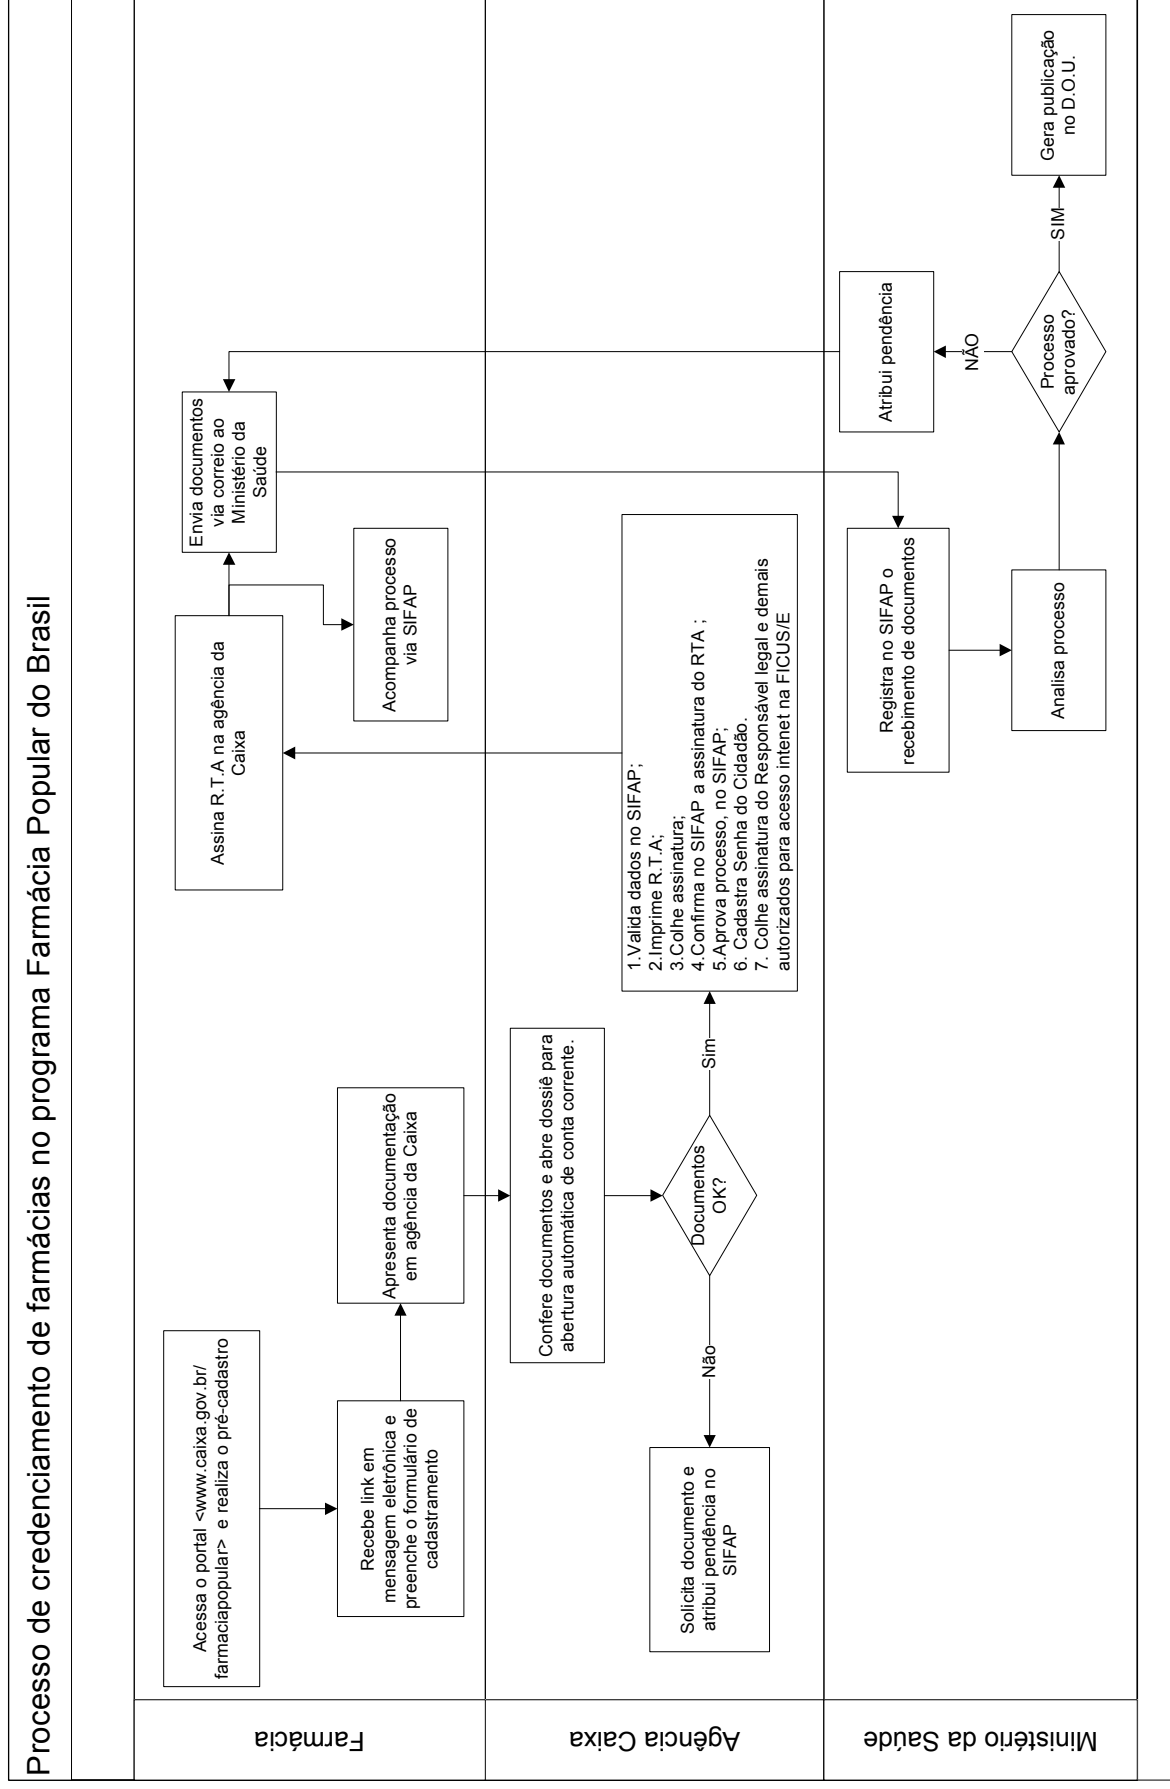 Processo de credenciamento de farmácias no programa Farmácia Popular do Brasil
Farmácia
Acessa o portal <www.caixa.gov.br/
farmaciapopular>  e realiza o pré-cadastro
Recebe link em
mensagem eletrônica e
preenche o formulário de
cadastramento
Apresenta documentação
em agência da Caixa
Assina R.T.A na agência da
Caixa
Acompanha processo
via SIFAP
Envia documentos
via correio ao
Ministério da
Saúde
Agência Caixa
Confere documentos e abre dossiê para
abertura automática de conta corrente.
Documentos
OK?
Não
Sim
Solicita documento e
atribui pendência no
SIFAP
1.Valida dados no SIFAP;
2.Imprime R.T.A;
3.Colhe assinatura;
4.Confirma no SIFAP a assinatura do RTA ;
5.Aprova processo, no SIFAP;
6. Cadastra Senha do Cidadão.
7. Colhe assinatura do Responsável legal e demais
autorizados para acesso intenet na FICUS/E
Ministério da Saúde
Registra no SIFAP o
recebimento de documentos
Analisa processo
Processo
aprovado?
NÃO
SIM
Atribui pendência
Gera publicação
no D.O.U.